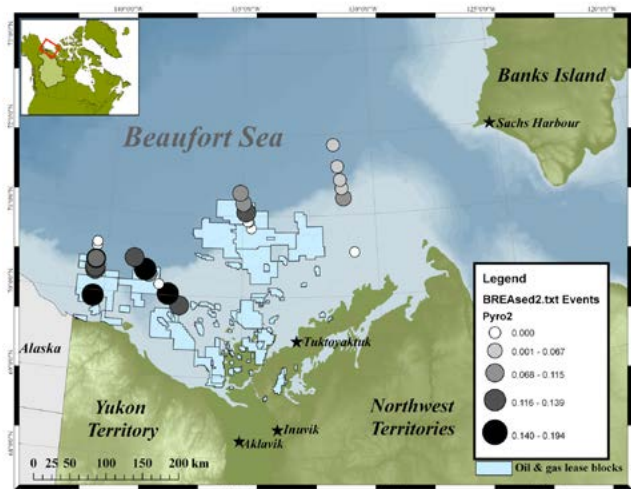 Banks Island
Sachs Harbour
Beaufort Sea
Legend
BREAsed2.txt Events
Pyro2
0.000
0.001 - 0.067
0.068 - 0.115
0.116 - 0.139
0.140 - 0.194
Oil & gas lease blocks
Alaska
Tuktoyaktuk
Yukon
Territory
Northwest
Territories
Inuvik
Aklavik
0 25 50 100 150 200 km